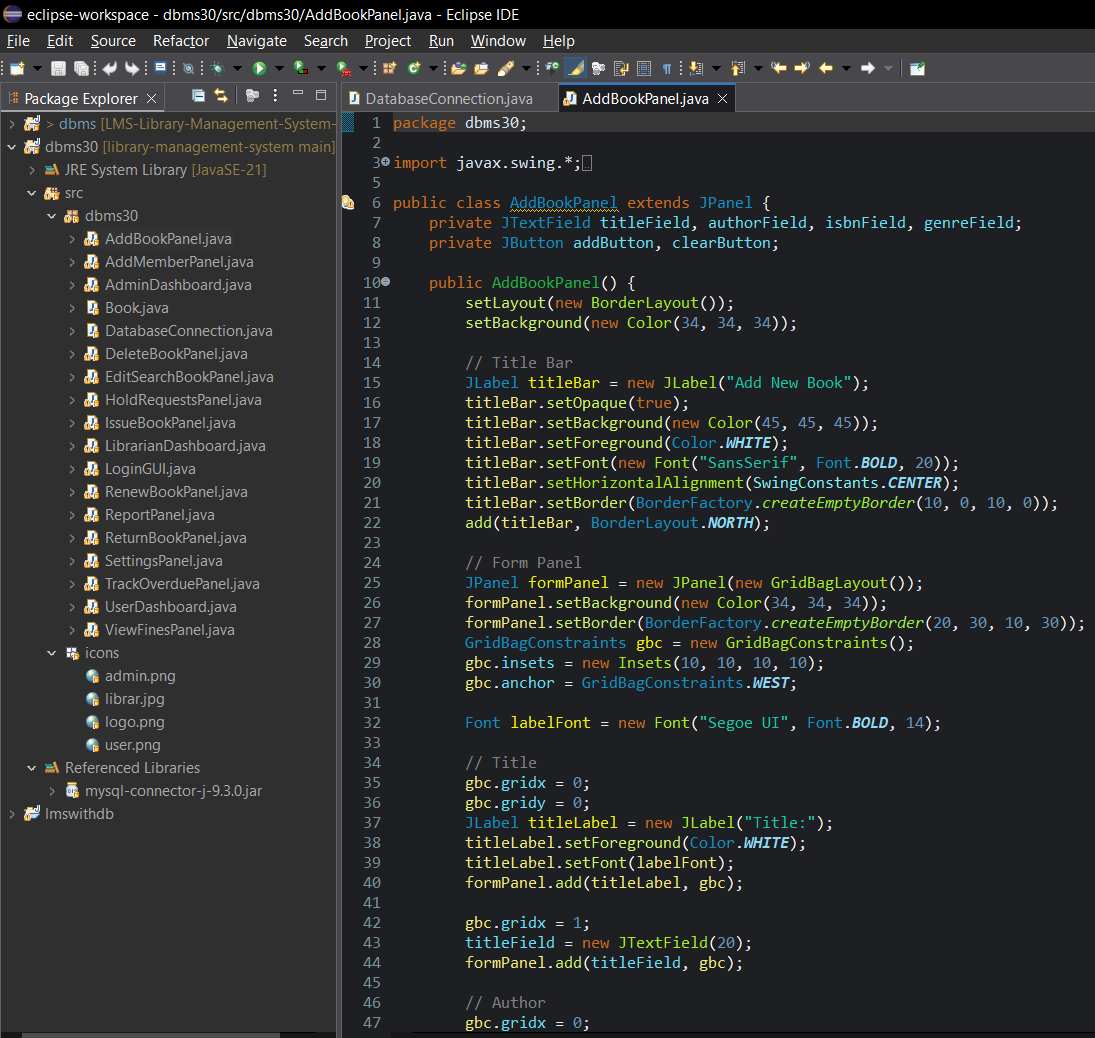 eclipse-workspace - dbms30/src/dbms30/AddBookPanel.java - Eclipse IDE
File Edit Source Refactor Navigate Search Project Run Window Help
Package Explorer
> dbms [LMS-Library-Management-System-
dbms30 [library-management-system main]
JRE System Library [JavaSE-21]
src
dbms30
AddBookPanel.java
AddMemberPanel.java
AdminDashboard.java
Book.java
DatabaseConnection.java
DeleteBookPanel.java
EditSearchBookPanel.java
HoldRequestsPanel.java
IssueBookPanel.java
LibrarianDashboard.java
LoginGUI.java
RenewBookPanel.java
ReportPanel.java
ReturnBookPanel.java
SettingsPanel.java
TrackOverduePanel.java
UserDashboard.java
ViewFinesPanel.java
icons
admin.png
librar.jpg
logo.png
user.png
Referenced Libraries
mysql-connector-j-9.3.0.jar
lmswithdb
DatabaseConnection.java AddBookPanel.java
1 package dbms30;
2
3 import javax.swing.*;
5
6 public class AddBookPanel extends JPanel {
7 private JTextField titleField, authorField, isbnField, genreField;
8 private JButton addButton, clearButton;
9
10 public AddBookPanel() {
11 setLayout(new BorderLayout());
12 setBackground(new Color(34, 34, 34));
13
14 // Title Bar
15 JLabel titleBar = new JLabel("Add New Book");
16 titleBar.setOpaque(true);
17 titleBar.setBackground(new Color(45, 45, 45));
18 titleBar.setForeground(Color.WHITE);
19 titleBar.setFont(new Font("SansSerif", Font.BOLD, 20));
20 titleBar.setHorizontalAlignment(SwingConstants.CENTER);
21 titleBar.setBorder(BorderFactory.createEmptyBorder(10, 0, 10, 0));
22 add(titleBar, BorderLayout.NORTH);
23
24 // Form Panel
25 JPanel formPanel = new JPanel(new GridBagLayout());
26 formPanel.setBackground(new Color(34, 34, 34));
27 formPanel.setBorder(BorderFactory.createEmptyBorder(20, 30, 10, 30));
28 GridBagConstraints gbc = new GridBagConstraints();
29 gbc.insets = new Insets(10, 10, 10, 10);
30 gbc.anchor = GridBagConstraints.WEST;
31
32 Font labelFont = new Font("Segoe UI", Font.BOLD, 14);
33
34 // Title
35 gbc.gridx = 0;
36 gbc.gridy = 0;
37 JLabel titleLabel = new JLabel("Title:");
38 titleLabel.setForeground(Color.WHITE);
39 titleLabel.setFont(labelFont);
40 formPanel.add(titleLabel, gbc);
41
42 gbc.gridx = 1;
43 titleField = new JTextField(20);
44 formPanel.add(titleField, gbc);
45
46 // Author
47 gbc.gridx = 0;